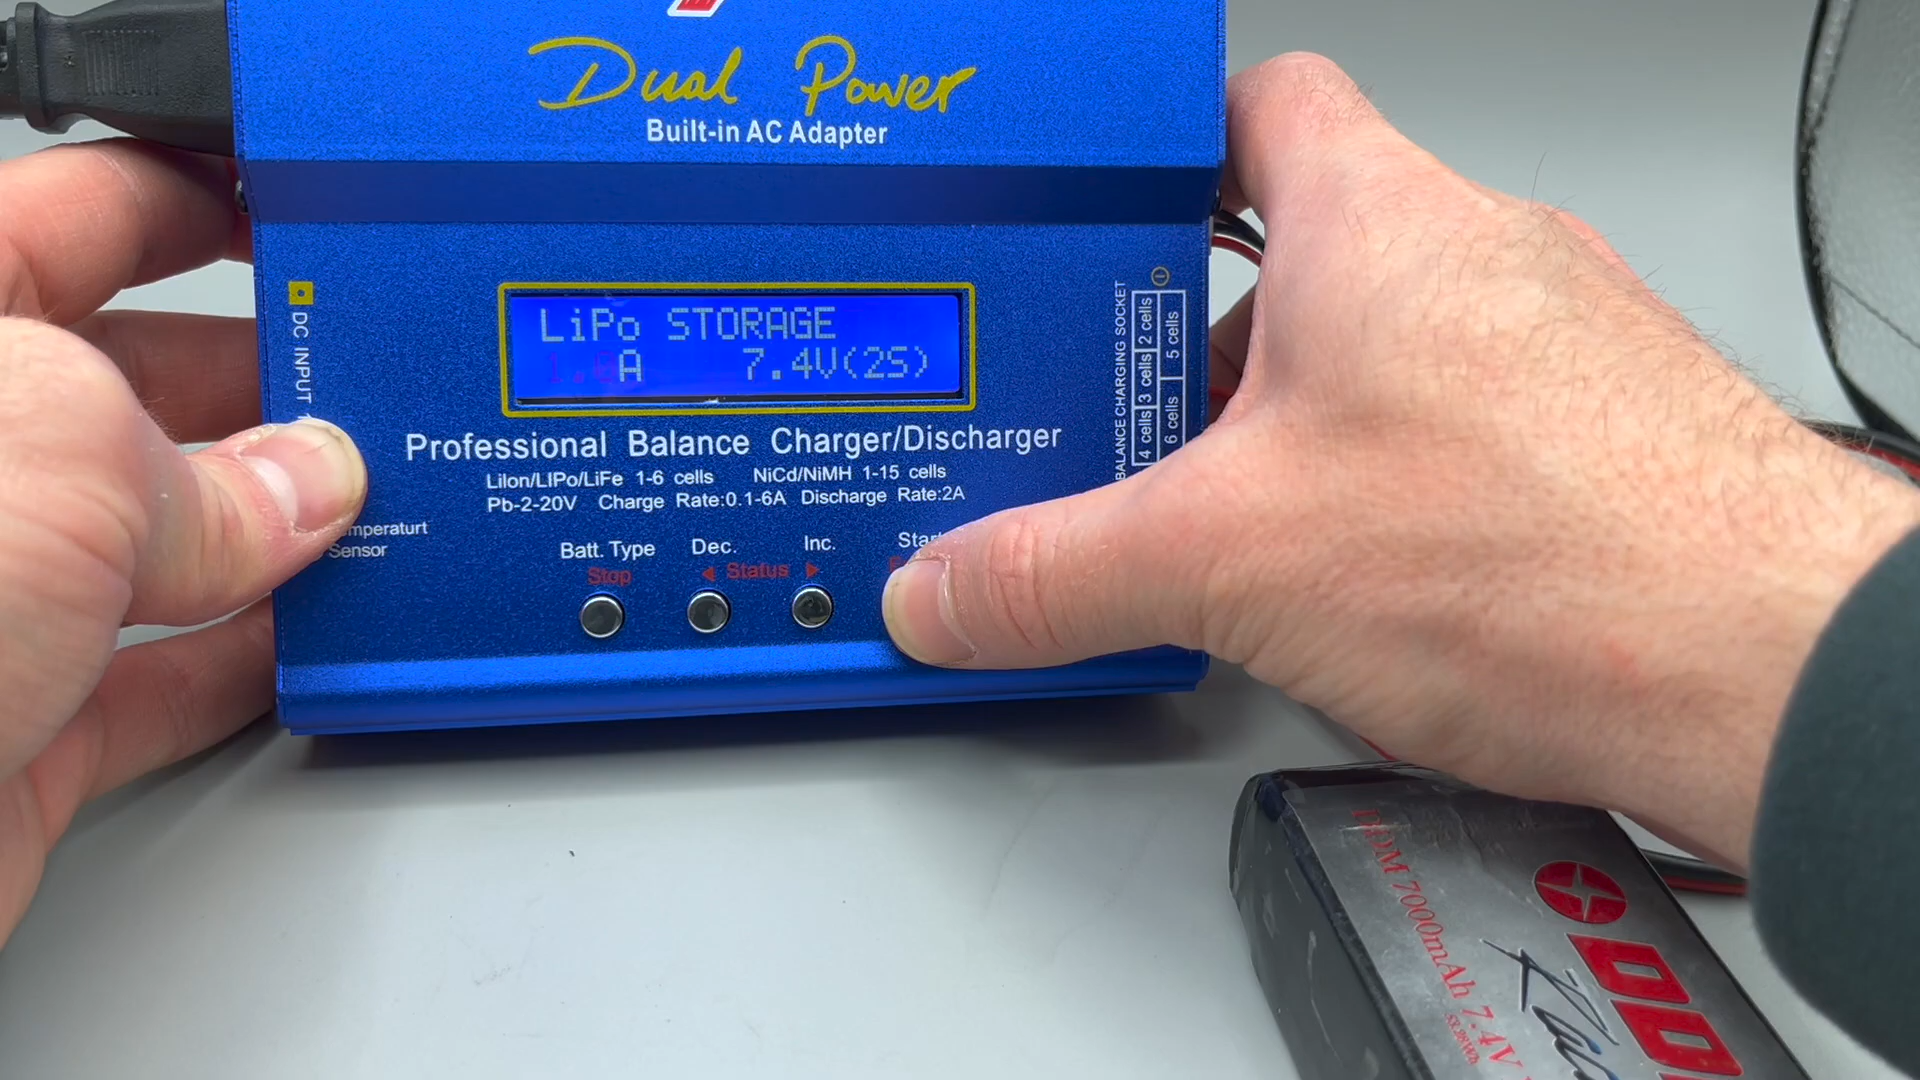 Dual Power
Built-in AC Adapter
DC INPUT
LiPo STORAGE
A 7.4V(2S)
BALANCE CHARGING SOCKET
4 cells 3 cells 2 cells
6 cells 5 cells
Professional Balance Charger/Discharger
LiIon/LIPo/LiFe 1-6 cells NiCd/NiMH 1-15 cells
Pb-2-20V Charge Rate:0.1-6A Discharge Rate:2A
mperaturt
Sensor
Batt. Type Dec. Inc. Start
Stop Status
7000mAh 7.4V